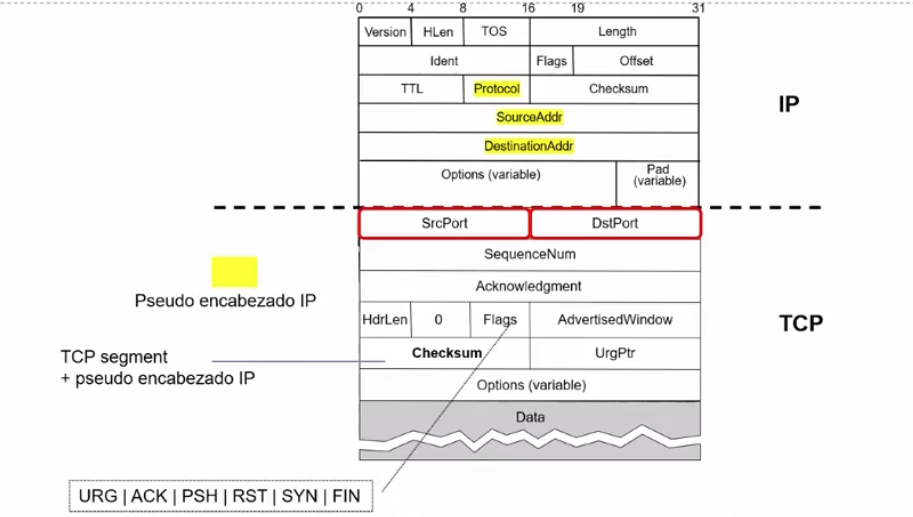 0 4 8 16 19 31
Version HLen TOS Length
Ident Flags Offset
TTL Protocol Checksum
SourceAddr
DestinationAddr
Options (variable) Pad
(variable)
IP
SrcPort DstPort
SequenceNum
Acknowledgment
HdrLen 0 Flags AdvertisedWindow
Checksum UrgPtr
Options (variable)
Data
TCP
Pseudo encabezado IP
TCP segment
+ pseudo encabezado IP
URG | ACK | PSH | RST | SYN | FIN